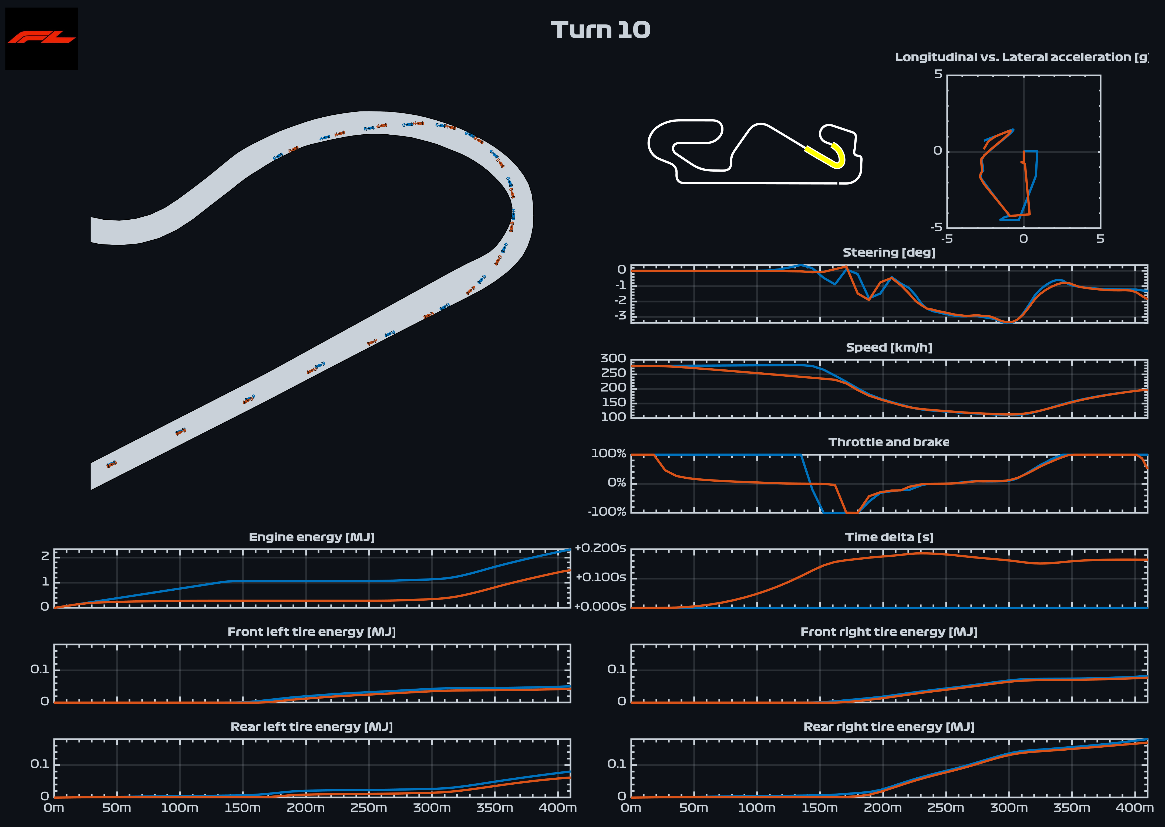 Turn 10
Longitudinal vs. Lateral acceleration [g]
5
0
-5
-5 0 5
Steering [deg]
0
-1
-2
-3
Speed [km/h]
300
250
200
150
100
Throttle and brake
100%
0%
-100%
Engine energy [MJ]
2
1
0
Time delta [s]
+0.200s
+0.100s
+0.000s
Front left tire energy [MJ]
0.1
0
Front right tire energy [MJ]
0.1
0
Rear left tire energy [MJ]
0.1
0
0m 50m 100m 150m 200m 250m 300m 350m 400m
Rear right tire energy [MJ]
0.1
0
0m 50m 100m 150m 200m 250m 300m 350m 400m